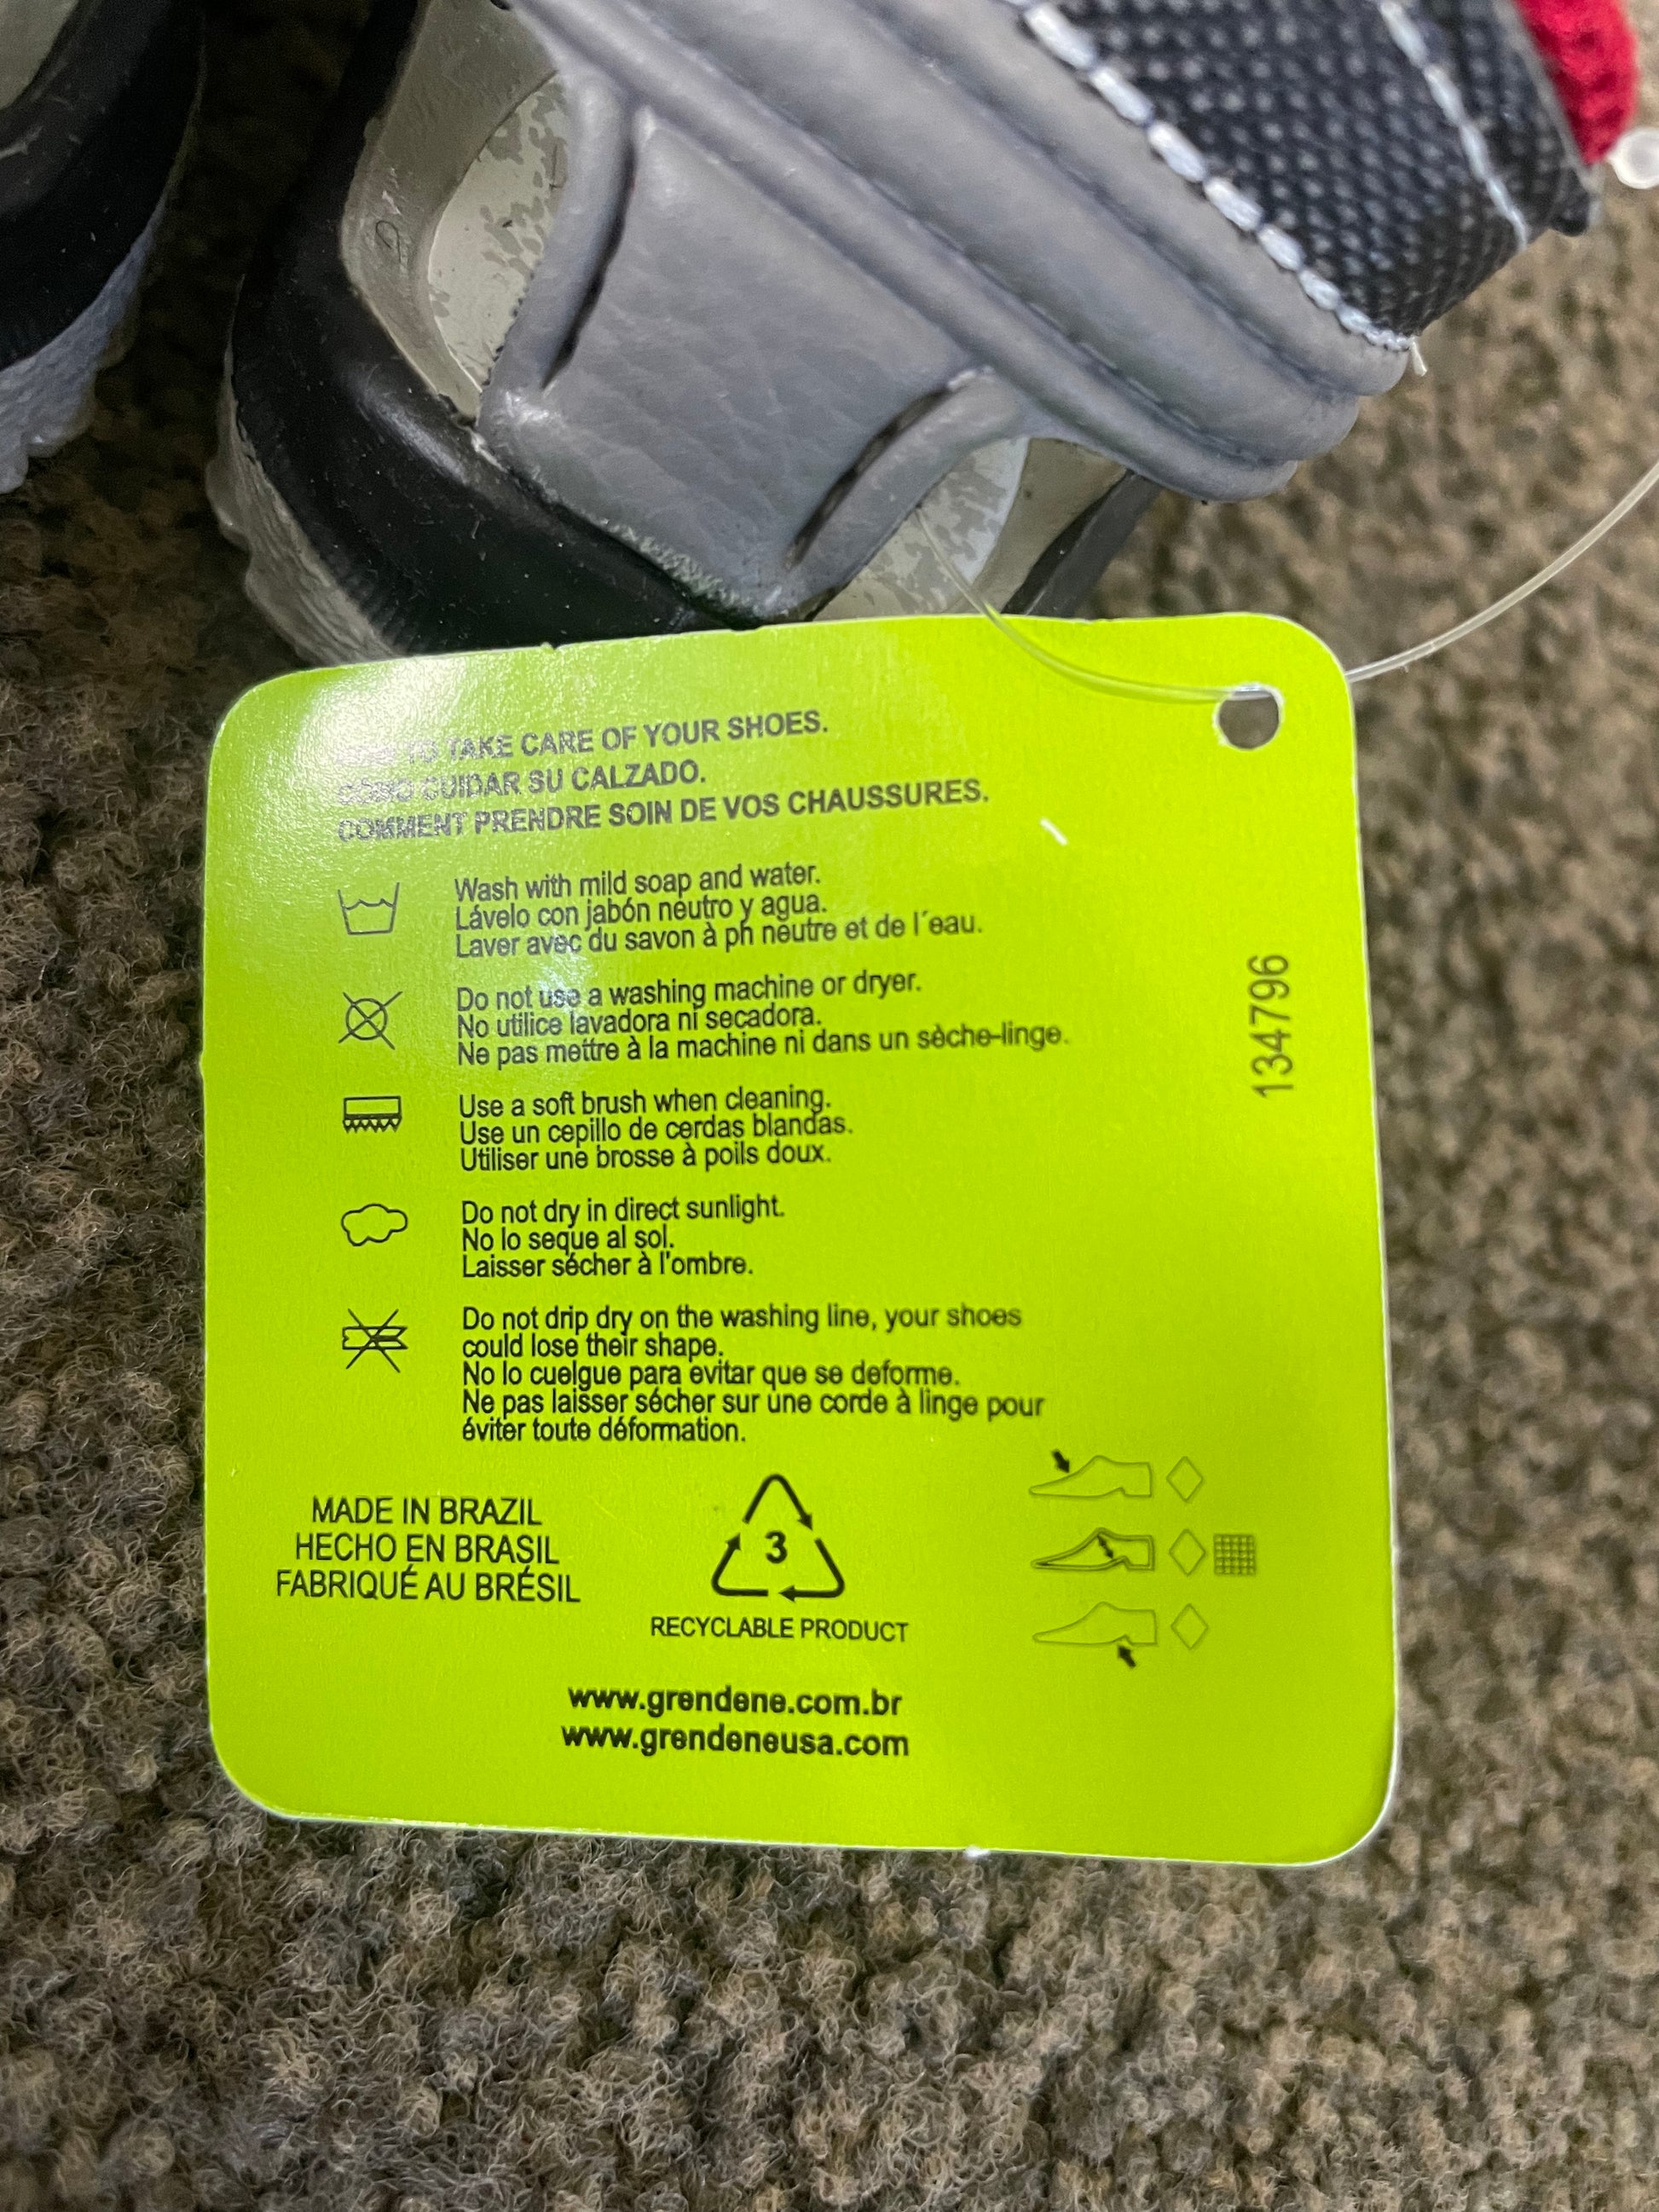 TO TAKE CARE OF YOUR SHOES.
CÓMO CUIDAR SU CALZADO.
COMMENT PRENDRE SOIN DE VOS CHAUSSURES.
Wash with mild soap and water.
Lávelo con jabón neutro y agua.
Laver avec du savon à ph neutre et de l´eau.
Do not use a washing machine or dryer.
No utilice lavadora ni secadora.
Ne pas mettre à la machine ni dans un sèche-linge.
Use a soft brush when cleaning.
Use un cepillo de cerdas blandas.
Utiliser une brosse à poils doux.
Do not dry in direct sunlight.
No lo seque al sol.
Laisser sécher à l'ombre.
Do not drip dry on the washing line, your shoes
could lose their shape.
No lo cuelgue para evitar que se deforme.
Ne pas laisser sécher sur une corde à linge pour
éviter toute déformation.
134796
MADE IN BRAZIL
HECHO EN BRASIL
FABRIQUÉ AU BRÉSIL
3
RECYCLABLE PRODUCT
www.grendene.com.br
www.grendeneusa.com